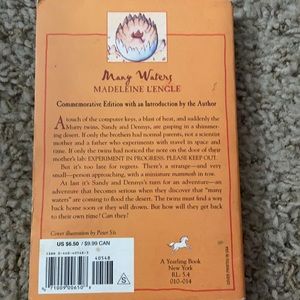 Many Waters
MADELEINE L'ENGLE
Commemorative Edition with an Introduction by the Author
A touch of the computer keys, a blast of heat, and suddenly the
Murry twins, Sandy and Dennys, are gasping in a shimmer-
ing desert. If only the brothers had normal parents, not a scientist
mother and a father who experiments with travel in space and
time. If only the twins had noted the note on the door of their
mother's lab: EXPERIMENT IN PROGRESS. PLEASE KEEP OUT.
But it's too late for regrets. There's a strange—and very
small—person approaching, with a miniature mammoth in tow.
At last it's Sandy and Dennys's turn for an adventure—an
adventure that becomes serious when they discover that "many
waters" are coming to flood the desert. The twins must find a way
back home soon or they will drown. But how will they get back
to their own time? Can they?
Cover illustration by Peter Sís
US $6.50 / $9.99 CAN
40548
S
A Yearling Book
New York
R.L. 5.4
010-014
COVER PRINTED IN USA